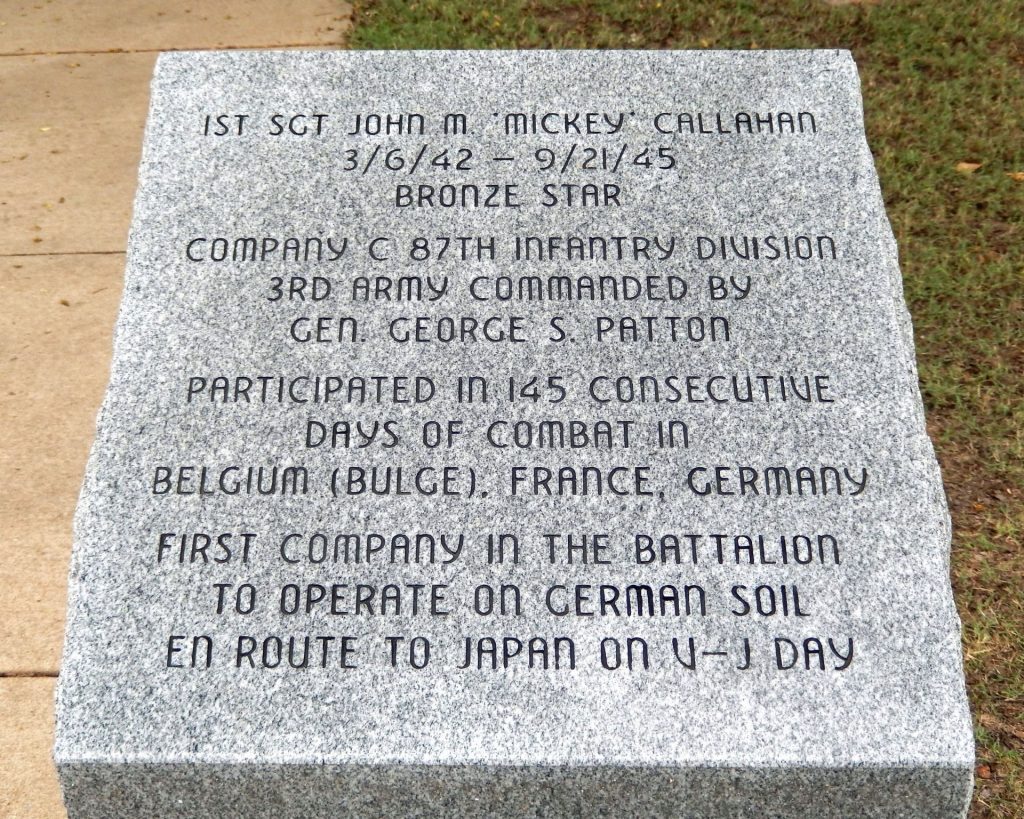 1ST SGT JOHN M. 'MICKEY' CALLAHAN
3/6/42 – 9/21/45
BRONZE STAR
COMPANY C 87TH INFANTRY DIVISION
3RD ARMY COMMANDED BY
GEN. GEORGE S. PATTON
PARTICIPATED IN 145 CONSECUTIVE
DAYS OF COMBAT IN
BELGIUM (BULGE), FRANCE, GERMANY
FIRST COMPANY IN THE BATTALION
TO OPERATE ON GERMAN SOIL
EN ROUTE TO JAPAN ON V–J DAY